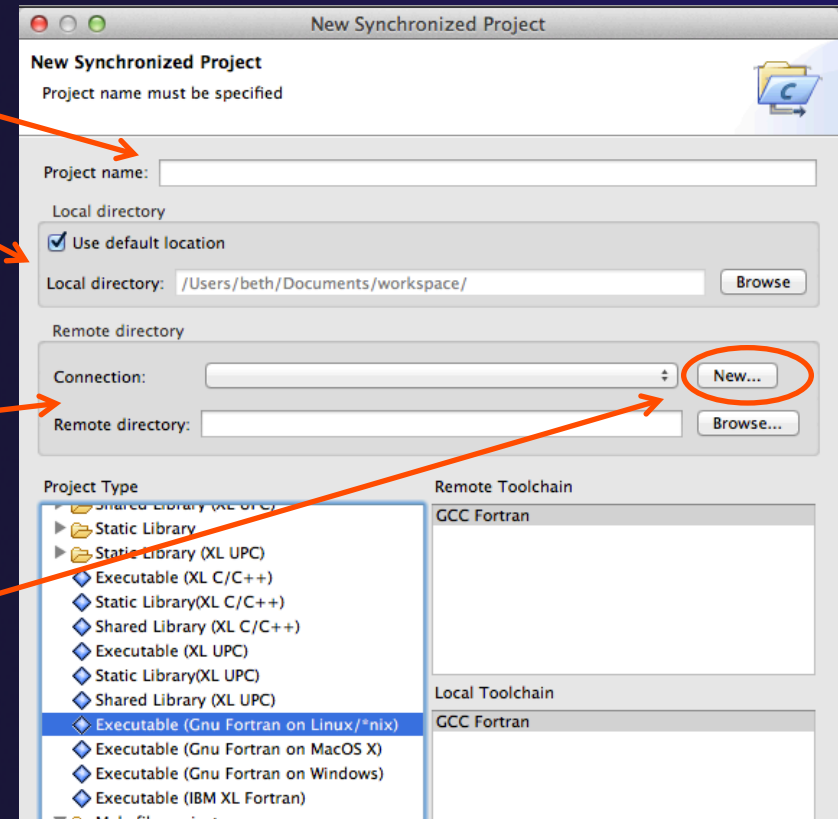 New Synchronized Project
New Synchronized Project
Project name must be specified
C
Project name:
Local directory
Use default location
Local directory: /Users/beth/Documents/workspace/ Browse
Remote directory
Connection: New...
Remote directory: Browse...
Project Type Remote Toolchain
Shared Library (XL UPC) GCC Fortran
Static Library
Static Library (XL UPC)
Executable (XL C/C++)
Static Library(XL C/C++)
Shared Library (XL C/C++)
Executable (XL UPC)
Static Library(XL UPC)
Shared Library (XL UPC) Local Toolchain
Executable (Gnu Fortran on Linux/*nix) GCC Fortran
Executable (Gnu Fortran on MacOS X)
Executable (Gnu Fortran on Windows)
Executable (IBM XL Fortran)